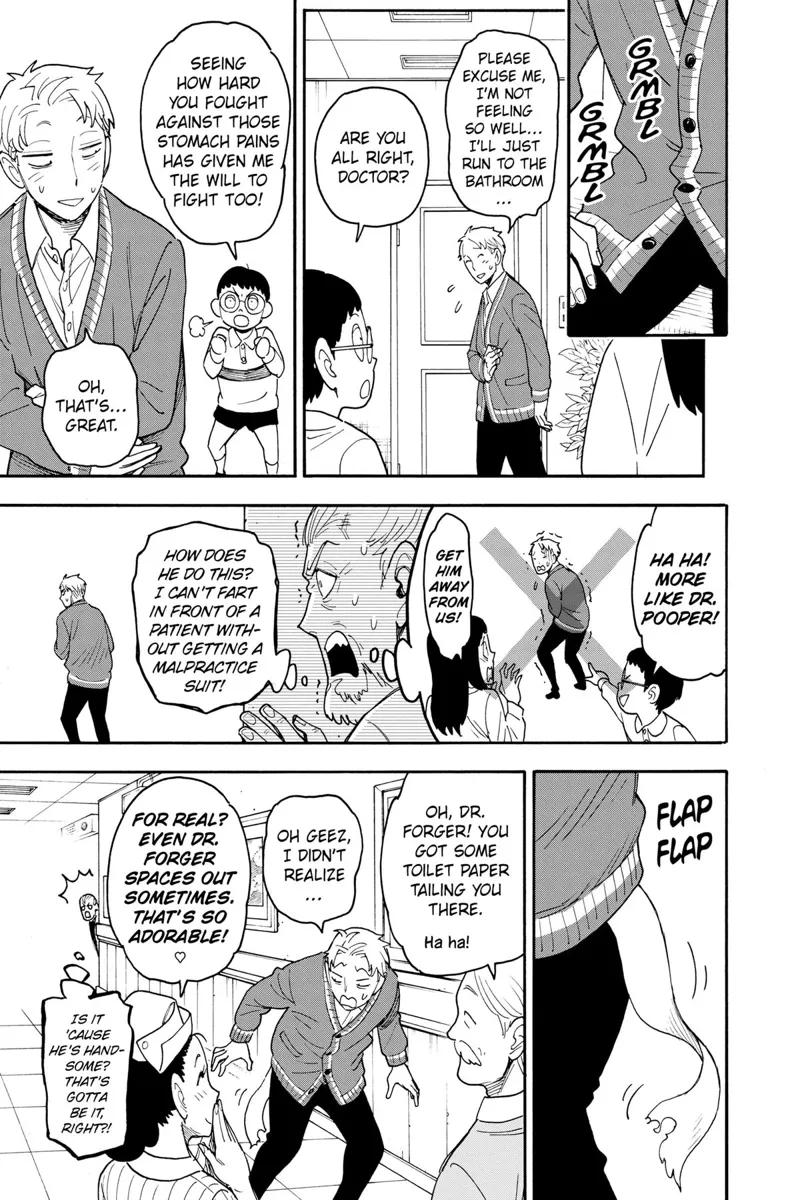 GRMBL
GRMBL
PLEASE
EXCUSE ME,
I'M NOT
FEELING
SO WELL...
I'LL JUST
RUN TO THE
BATHROOM
...
ARE YOU
ALL RIGHT,
DOCTOR?
SEEING
HOW HARD
YOU FOUGHT
AGAINST THOSE
STOMACH PAINS
HAS GIVEN ME
THE WILL TO
FIGHT TOO!
OH,
THAT'S...
GREAT.
HA HA!
MORE
LIKE DR.
POOPER!
GET
HIM
AWAY
FROM
US!
HOW DOES
HE DO THIS?
I CAN'T FART
IN FRONT OF A
PATIENT WITH-
OUT GETTING A
MALPRACTICE
SUIT!
FLAP
FLAP
OH, DR.
FORGER! YOU
GOT SOME
TOILET PAPER
TAILING YOU
THERE.
Ha ha!
OH GEEZ,
I DIDN'T
REALIZE
...
FOR REAL?
EVEN DR.
FORGER
SPACES OUT
SOMETIMES.
THAT'S SO
ADORABLE!
♡
IS IT
'CAUSE
HE'S HAND-
SOME?
THAT'S
GOTTA
BE IT,
RIGHT?!